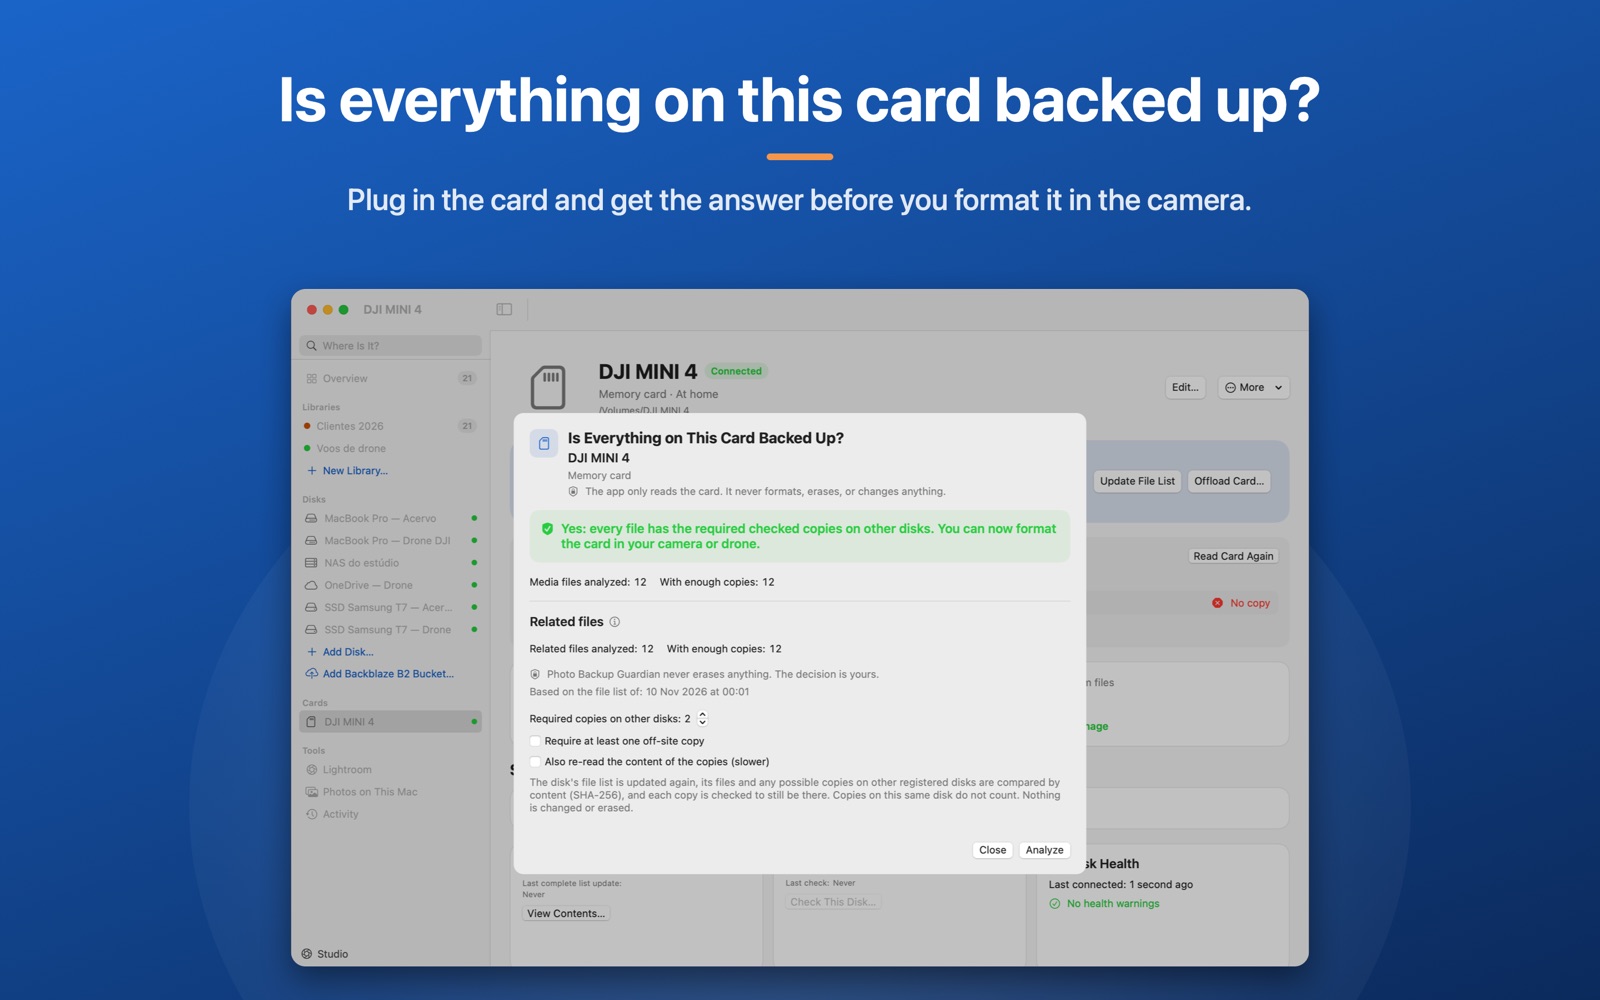 Is everything on this card backed up?
Plug in the card and get the answer before you format it in the camera.
DJI MINI 4
Where Is It?
Overview 21
Libraries
Clientes 2026 21
Voos de drone
New Library...
Disks
MacBook Pro — Acervo
MacBook Pro — Drone DJI
NAS do estúdio
OneDrive — Drone
SSD Samsung T7 — Acer...
SSD Samsung T7 — Drone
Add Disk...
Add Backblaze B2 Bucket...
Cards
DJI MINI 4
Tools
Lightroom
Photos on This Mac
Activity
Studio
DJI MINI 4 Connected
Memory card · At home
/Volumes/DJI MINI 4
Edit... More
Update File List Offload Card...
Read Card Again
No copy
files
Is Everything on This Card Backed Up?
DJI MINI 4
Memory card
The app only reads the card. It never formats, erases, or changes anything.
Yes: every file has the required checked copies on other disks. You can now format
the card in your camera or drone.
Media files analyzed: 12 With enough copies: 12
Related files
Related files analyzed: 12 With enough copies: 12
Photo Backup Guardian never erases anything. The decision is yours.
Based on the file list of: 10 Nov 2026 at 00:01
Required copies on other disks: 2
Require at least one off-site copy
Also re-read the content of the copies (slower)
The disk's file list is updated again, its files and any possible copies on other registered disks are compared by
content (SHA-256), and each copy is checked to still be there. Copies on this same disk do not count. Nothing
is changed or erased.
Close Analyze
Last complete list update:
Never
View Contents...
Last check: Never
Check This Disk...
Health
Last connected: 1 second ago
No health warnings